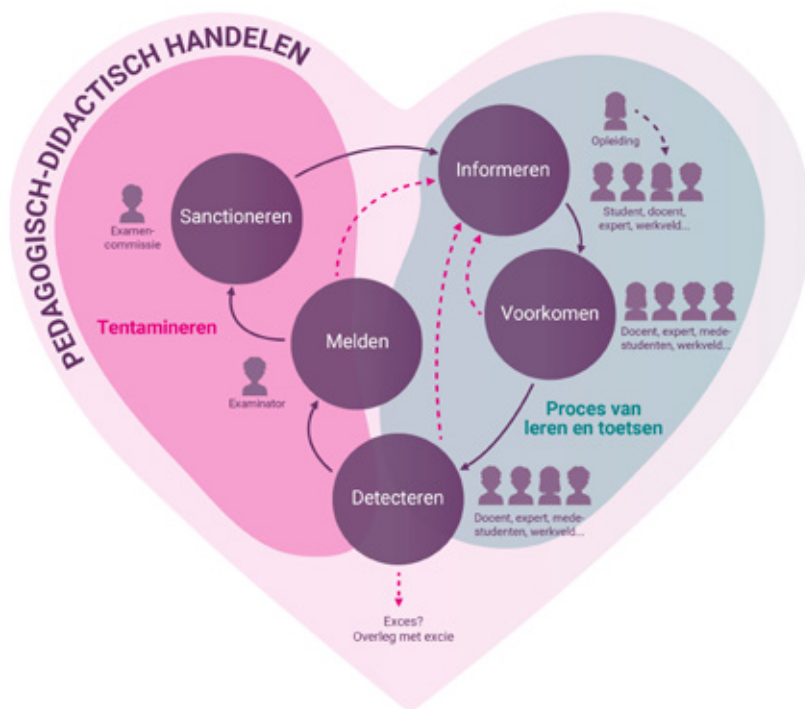 PEDAGOGISCH-DIDACTISCH HANDELEN
Opleiding
Informeren
Student, docent,
expert, werkveld...
Sanctioneren
Examen-
commissie
Voorkomen
Docent, expert, mede-
studenten, werkveld...
Tentamineren
Melden
Examinator
Proces van
leren en toetsen
Detecteren
Docent, expert, mede-
studenten, werkveld...
Exces?
Overleg met excie